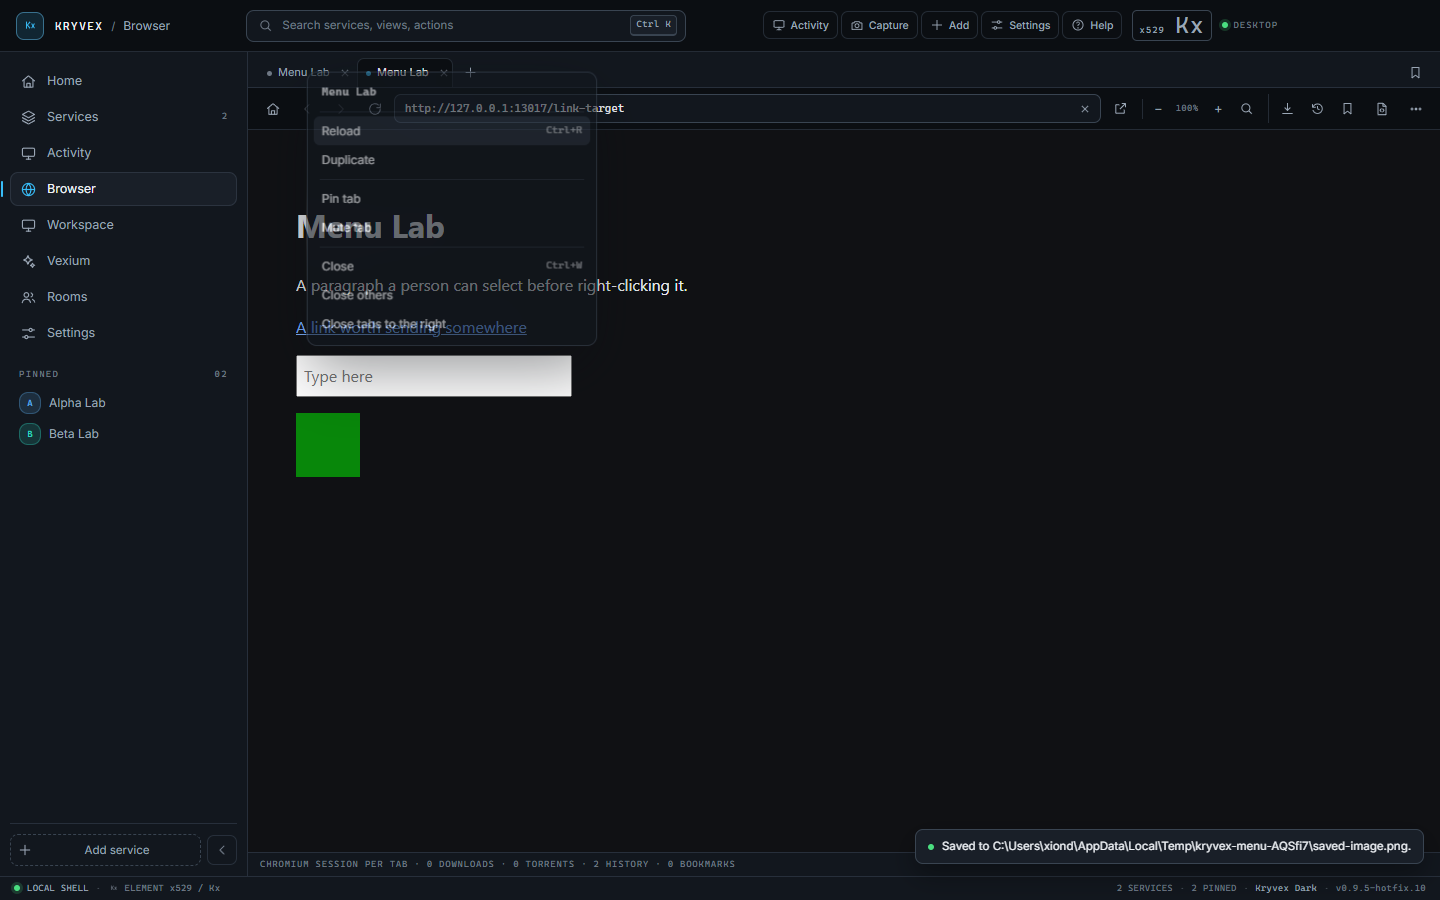 Kx KRYVEX / Browser
Search services, views, actions Ctrl K
Activity Capture Add Settings Help
x529 Kx DESKTOP
Home
Services 2
Activity
Browser
Workspace
Vexium
Rooms
Settings
PINNED 02
A Alpha Lab
B Beta Lab
Add service
Menu Lab
Menu Lab
http://127.0.0.1:13017/link-target
100%
Menu Lab
Reload Ctrl+R
Duplicate
Pin tab
Mute tab
Close Ctrl+W
Close others
Close tabs to the right
Menu Lab
A paragraph a person can select before right-clicking it.
A link worth sending somewhere
Type here
Saved to C:\Users\xiond\AppData\Local\Temp\kryvex-menu-AQSfi7\saved-image.png.
CHROMIUM SESSION PER TAB · 0 DOWNLOADS · 0 TORRENTS · 2 HISTORY · 0 BOOKMARKS
LOCAL SHELL · Kx ELEMENT x529 / Kx
2 SERVICES · 2 PINNED · Kryvex Dark · v0.9.5-hotfix.10